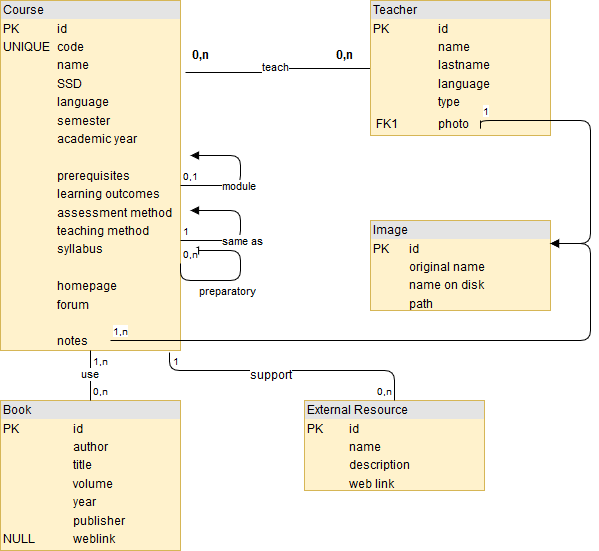 Course
PK id
UNIQUE code
name
SSD
language
semester
academic year
prerequisites
learning outcomes
assessment method
teaching method
syllabus
homepage
forum
notes
0,n
0,n
teach
Teacher
PK id
name
lastname
language
type
FK1 photo
1
0,1
module
1
same as
1
0,n
preparatory
Image
PK id
original name
name on disk
path
1,n
1,n
use
0,n
1
support
0,n
Book
PK id
author
title
volume
year
publisher
NULL weblink
External Resource
PK id
name
description
web link